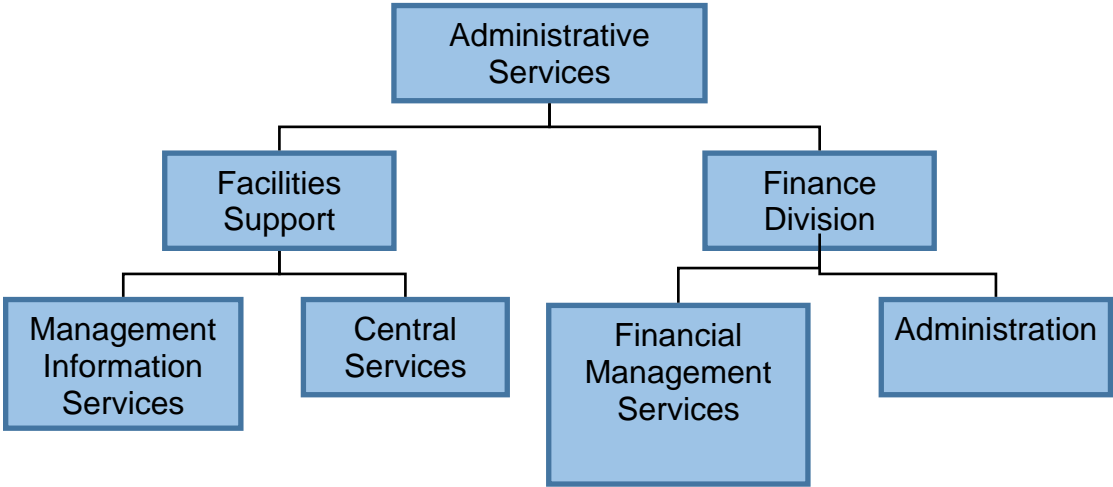 Administrative
Services
Facilities
Support
Finance
Division
Management
Information
Services
Central
Services
Financial
Management
Services
Administration